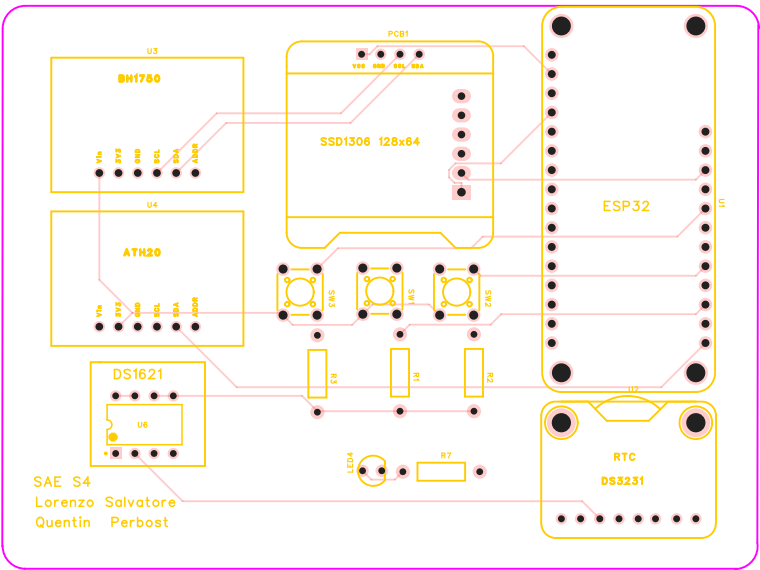 PCB1
VCC GND SCL SDA
U3
BH1750
Vin 3V3 GND SCL SDA ADDR
SSD1306 128x64
ESP32
U1
U4
ATH20
Vin 3V3 GND SCL SDA ADDR
SW3
SW1
SW2
DS1621
U6
R3
R1
R2
U2
LED4
R7
RTC
DS3231
SAE S4
Lorenzo Salvatore
Quentin Perbost